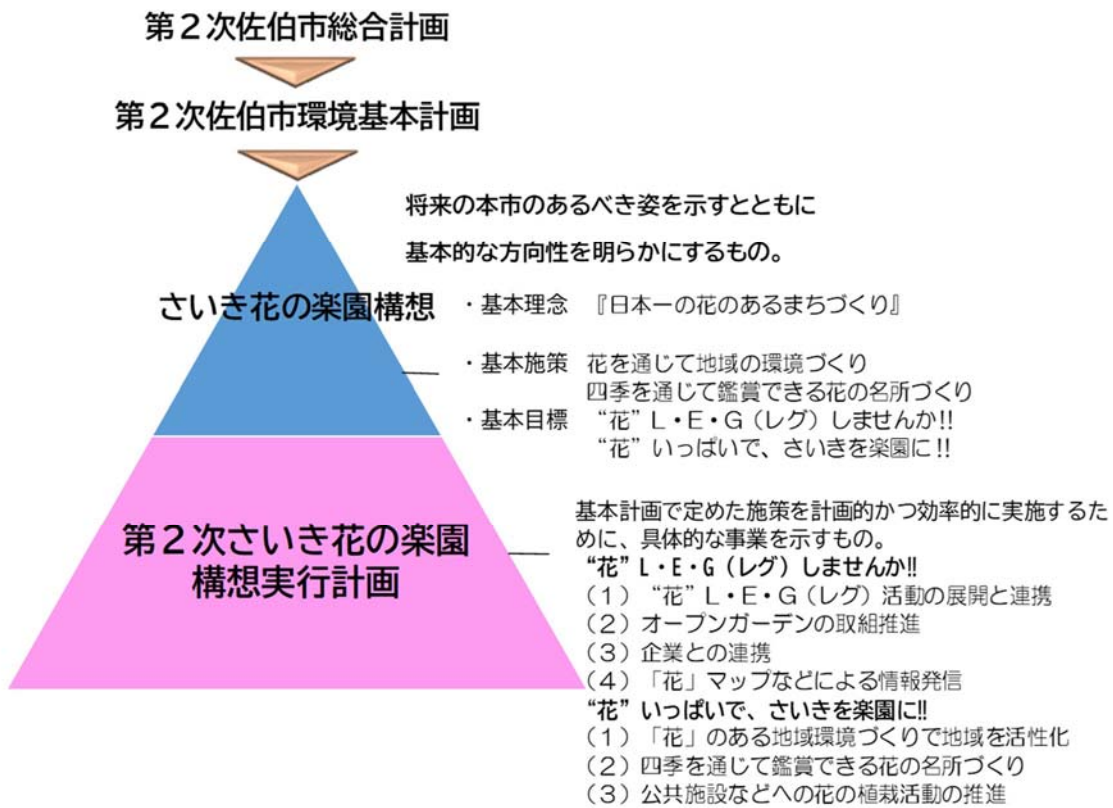 第２次佐伯市総合計画
第２次佐伯市環境基本計画
将来の本市のあるべき姿を示すとともに
基本的な方向性を明らかにするもの。
さいき花の楽園構想
・基本理念　『日本一の花のあるまちづくり』
・基本施策　花を通じて地域の環境づくり
四季を通じて鑑賞できる花の名所づくり
・基本目標　“花”Ｌ・Ｅ・Ｇ（レグ）しませんか!!
“花”いっぱいで、さいきを楽園に!!
第２次さいき花の楽園
構想実行計画
基本計画で定めた施策を計画的かつ効率的に実施するた
めに、具体的な事業を示すもの。
“花”Ｌ・Ｅ・Ｇ（レグ）しませんか!!
（１）“花”Ｌ・Ｅ・Ｇ（レグ）活動の展開と連携
（２）オープンガーデンの取組推進
（３）企業との連携
（４）「花」マップなどによる情報発信
“花”いっぱいで、さいきを楽園に!!
（１）「花」のある地域環境づくりで地域を活性化
（２）四季を通じて鑑賞できる花の名所づくり
（３）公共施設などへの花の植栽活動の推進